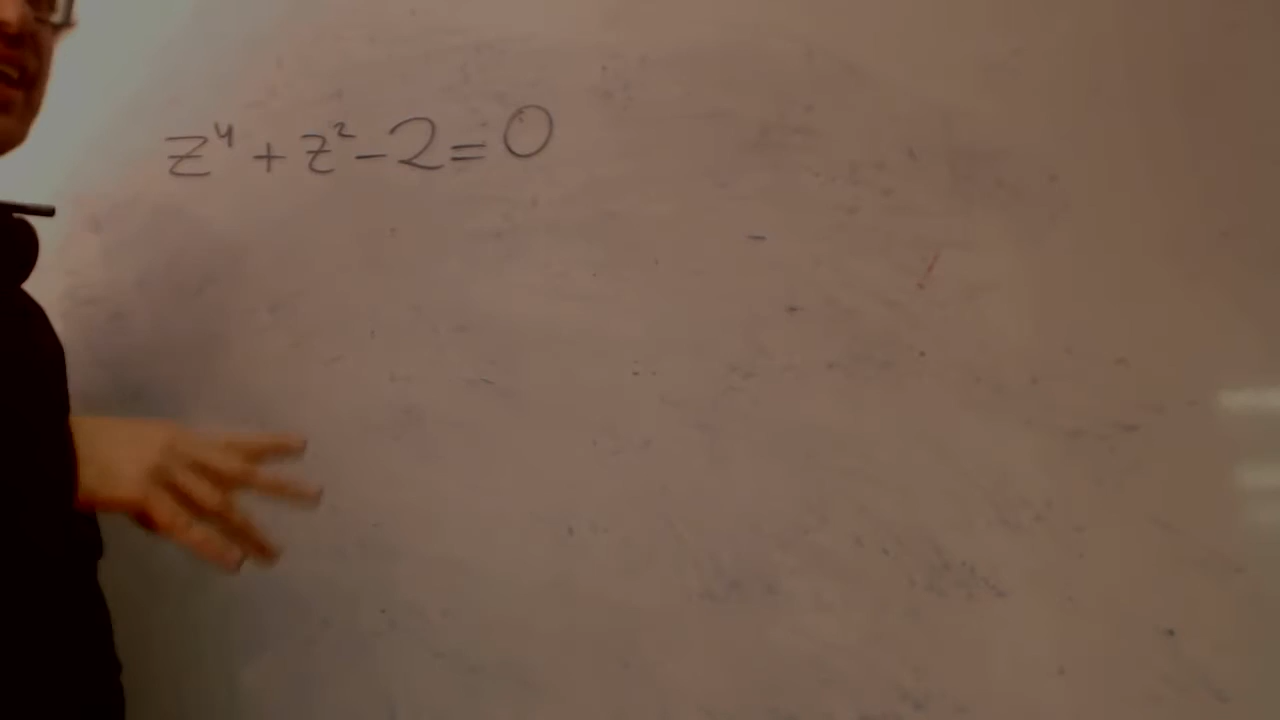 z⁴ + z² - 2 = 0